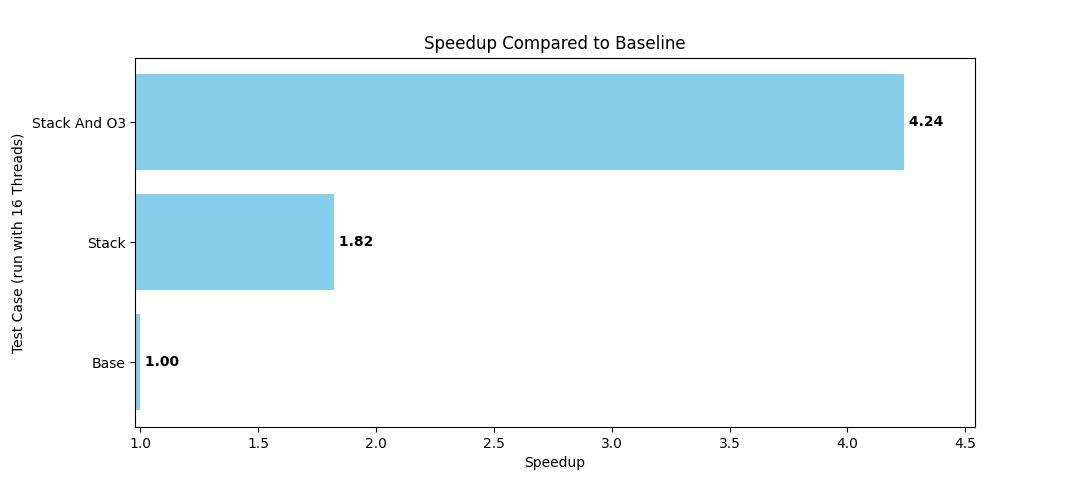 Speedup Compared to Baseline
Test Case (run with 16 Threads)
Stack And O3
4.24
Stack
1.82
Base
1.00
1.0 1.5 2.0 2.5 3.0 3.5 4.0 4.5
Speedup